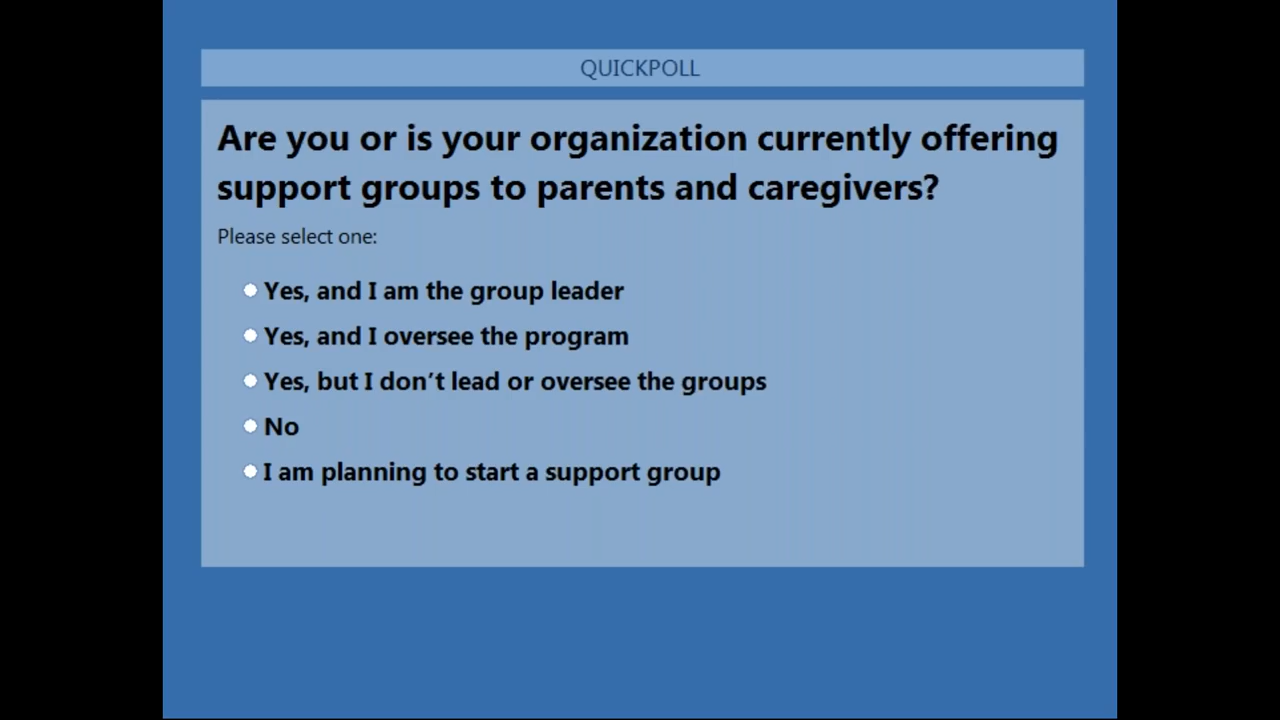 QUICKPOLL
Are you or is your organization currently offering
support groups to parents and caregivers?
Please select one:
Yes, and I am the group leader
Yes, and I oversee the program
Yes, but I don’t lead or oversee the groups
No
I am planning to start a support group